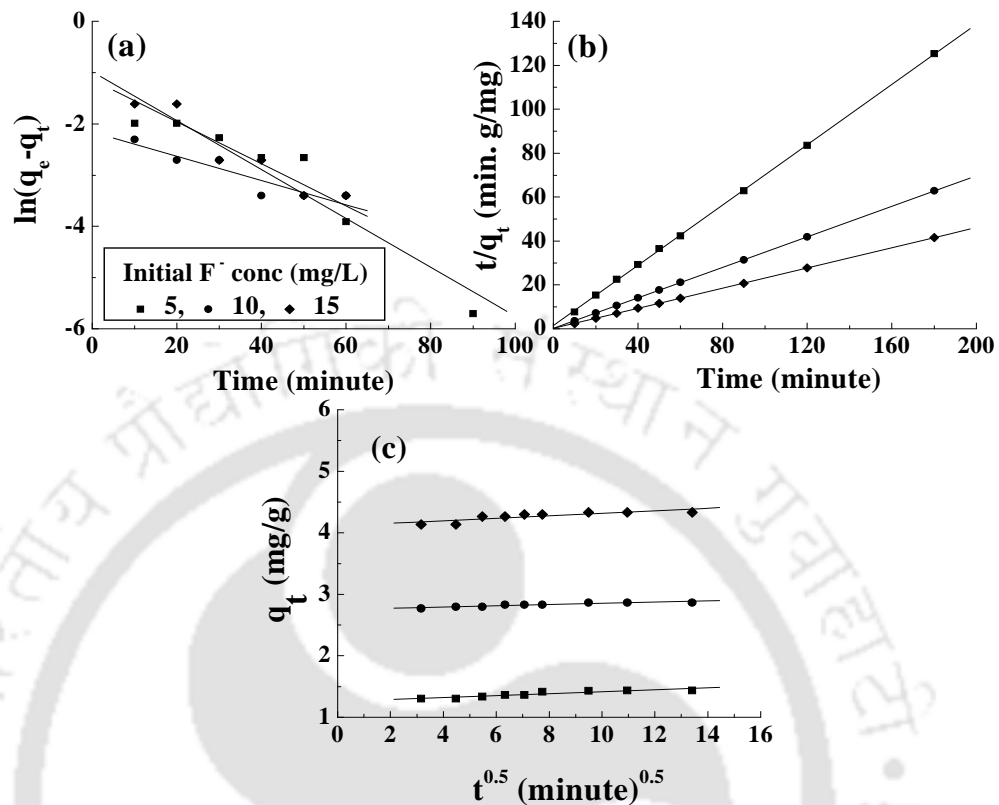 (a)
ln(qₑ-qₜ)
0
-2
-4
-6
Initial F⁻ conc (mg/L)
5, 10, 15
0 20 40 60 80 100
Time (minute)
(b)
t/qₜ (min. g/mg)
140
120
100
80
60
40
20
0
0 40 80 120 160 200
Time (minute)
(c)
qₜ (mg/g)
6
5
4
3
2
1
0 2 4 6 8 10 12 14 16
t⁰·⁵ (minute)⁰·⁵